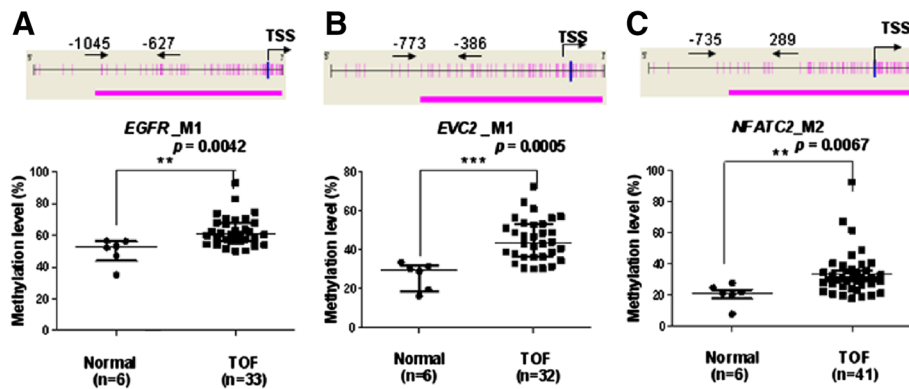 A
TSS
-1045
-627
EGFR_M1
p = 0.0042
**
Methylation level (%)
100
80
60
40
20
0
Normal
(n=6)
TOF
(n=33)
B
TSS
-773
-386
EVC2_M1
p = 0.0005
***
Methylation level (%)
80
60
40
20
0
Normal
(n=6)
TOF
(n=32)
C
TSS
-735
289
NFATC2_M2
p = 0.0067
**
Methylation level (%)
100
80
60
40
20
0
Normal
(n=6)
TOF
(n=41)